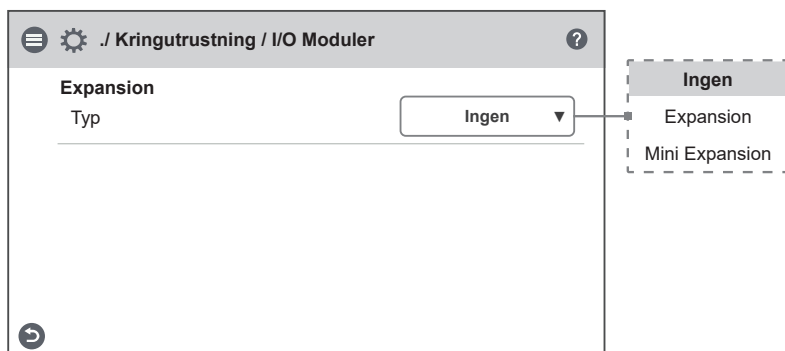 ./ Kringutrustning / I/O Moduler
?
Expansion
Typ
Ingen ▼
Ingen
Expansion
Mini Expansion